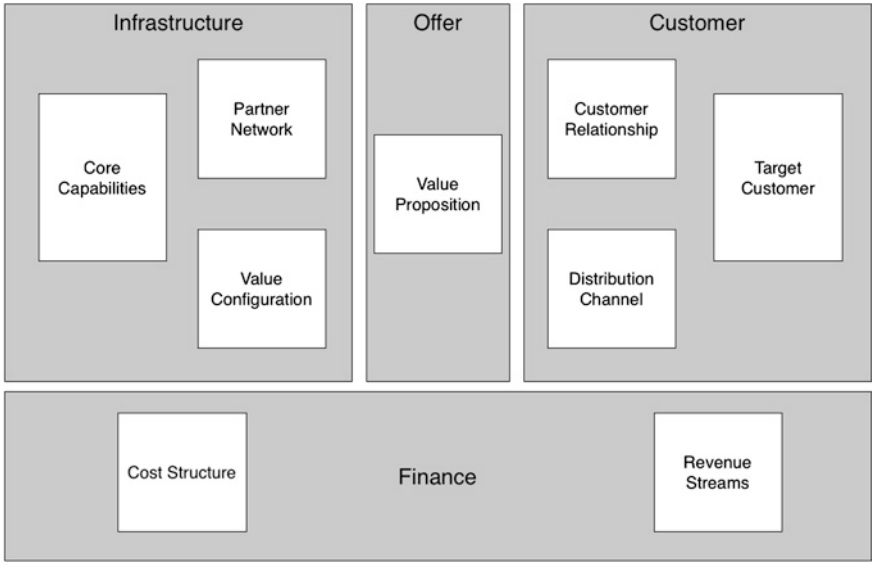 Infrastructure
Core
Capabilities
Partner
Network
Value
Configuration
Offer
Value
Proposition
Customer
Customer
Relationship
Distribution
Channel
Target
Customer
Finance
Cost Structure
Revenue
Streams